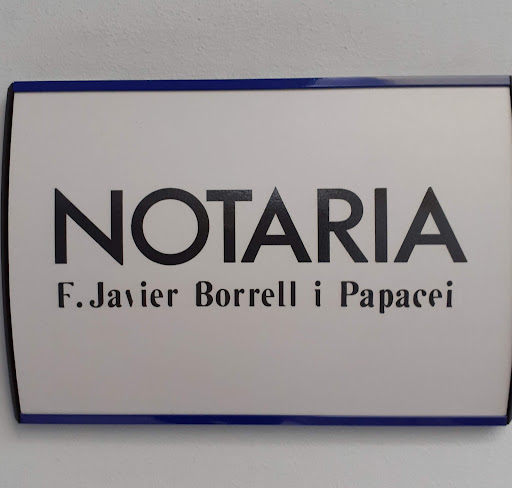 NOTARIA
F. Javier Borrell i Papacei